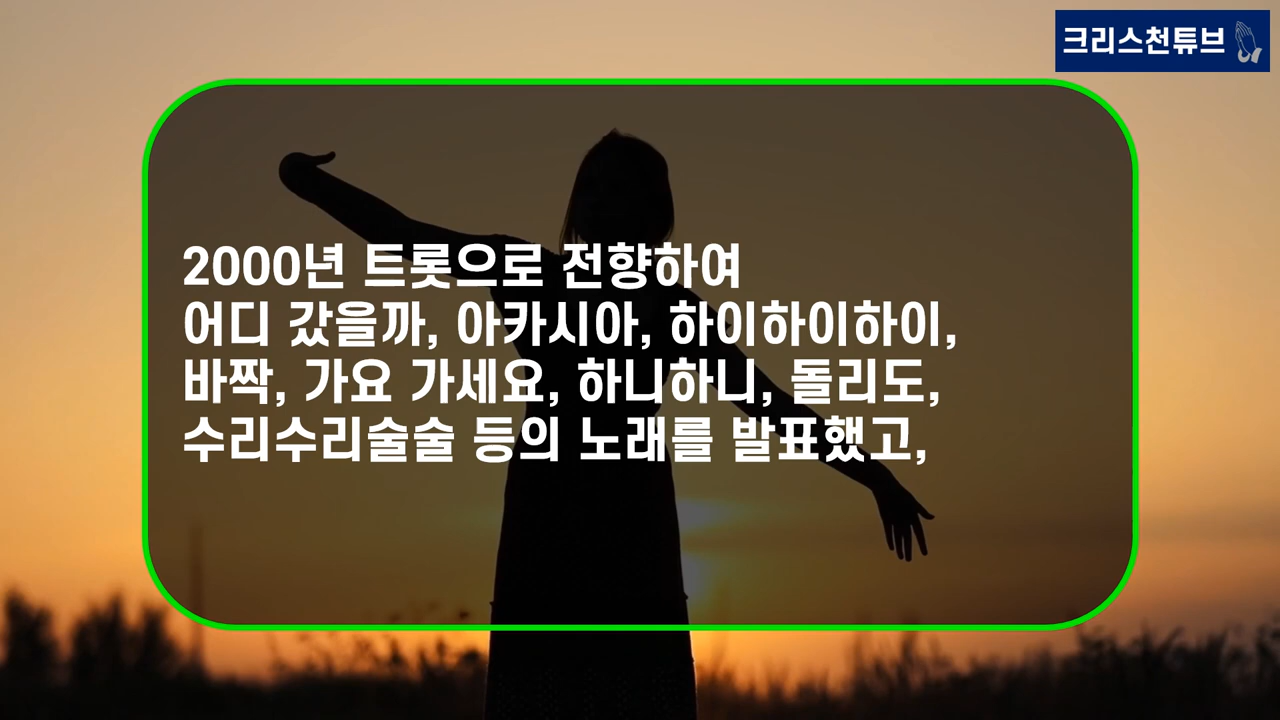 크리스천튜브
2000년 트롯으로 전향하여
어디 갔을까, 아카시아, 하이하이하이,
바짝, 가요 가세요, 하니하니, 돌리도,
수리수리술술 등의 노래를 발표했고,